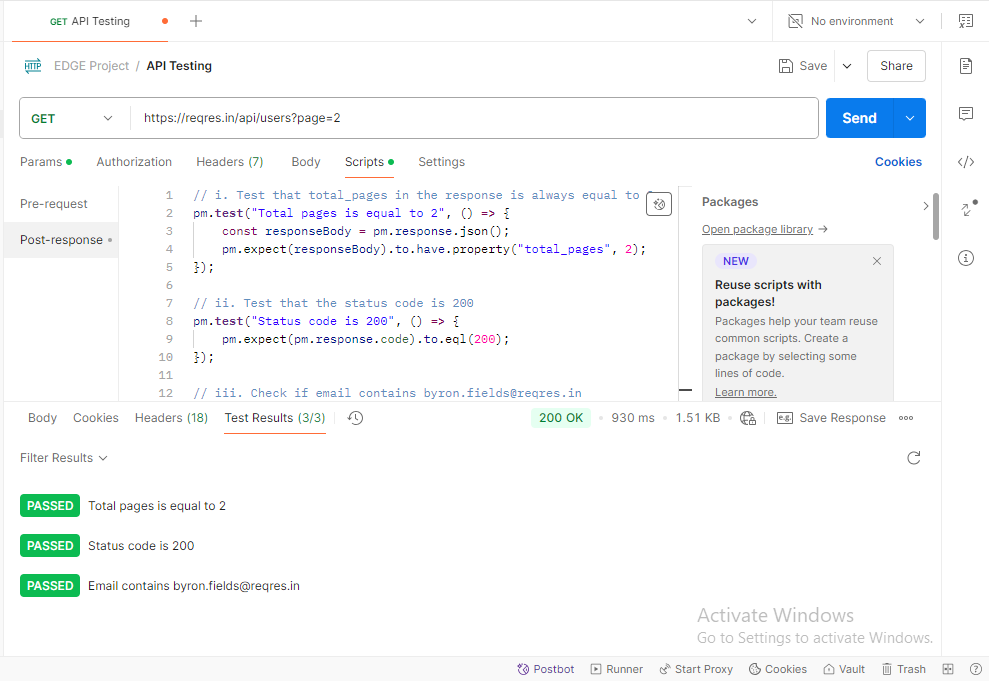 GET API Testing
No environment
HTTP EDGE Project / API Testing
Save
Share
GET https://reqres.in/api/users?page=2
Send
Params Authorization Headers (7) Body Scripts Settings
Cookies
Pre-request
Post-response
1 // i. Test that total_pages in the response is always equal to
2 pm.test("Total pages is equal to 2", () => {
3 const responseBody = pm.response.json();
4 pm.expect(responseBody).to.have.property("total_pages", 2);
5 });
6
7 // ii. Test that the status code is 200
8 pm.test("Status code is 200", () => {
9 pm.expect(pm.response.code).to.eql(200);
10 });
11
12 // iii. Check if email contains byron.fields@reqres.in
Packages
Open package library →
NEW
Reuse scripts with
packages!
Packages help your team reuse
common scripts. Create a
package by selecting some
lines of code.
Learn more.
Body Cookies Headers (18) Test Results (3/3)
200 OK • 930 ms • 1.51 KB •
e.g. Save Response
Filter Results
PASSED Total pages is equal to 2
PASSED Status code is 200
PASSED Email contains byron.fields@reqres.in
Activate Windows
Go to Settings to activate Windows.
Postbot Runner Start Proxy Cookies Vault Trash